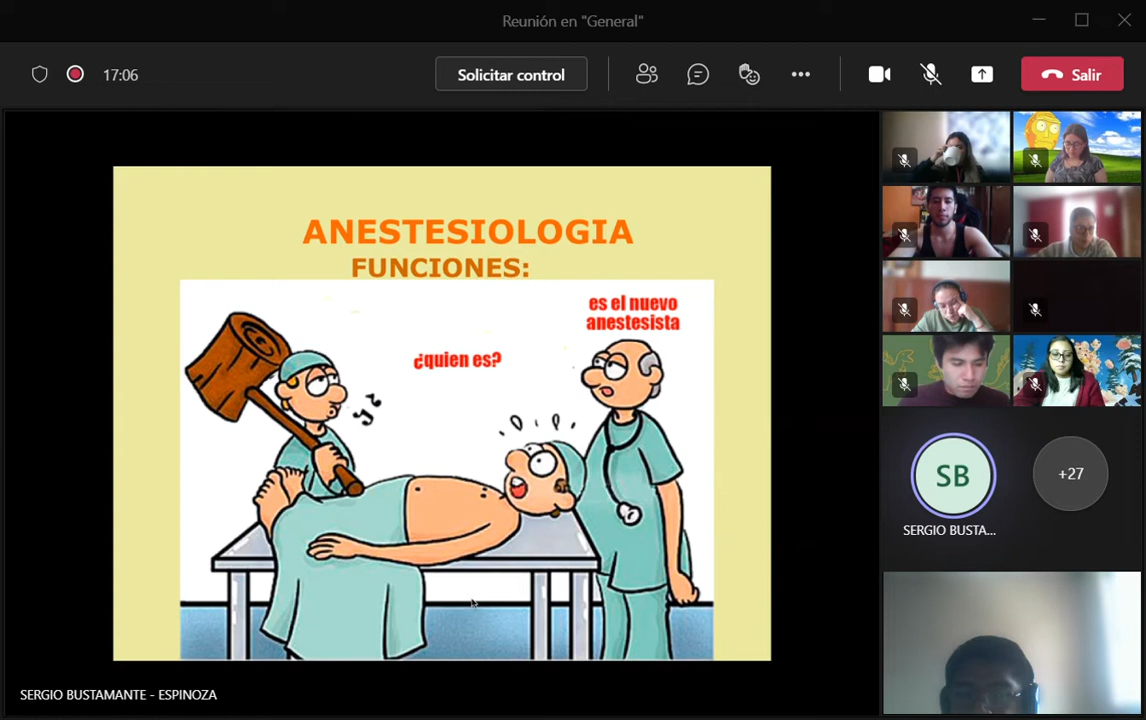 Reunión en "General"
17:06
Solicitar control
Salir
ANESTESIOLOGIA
FUNCIONES:
es el nuevo
anestesista
¿quien es?
SB
+27
SERGIO BUSTA...
SERGIO BUSTAMANTE - ESPINOZA